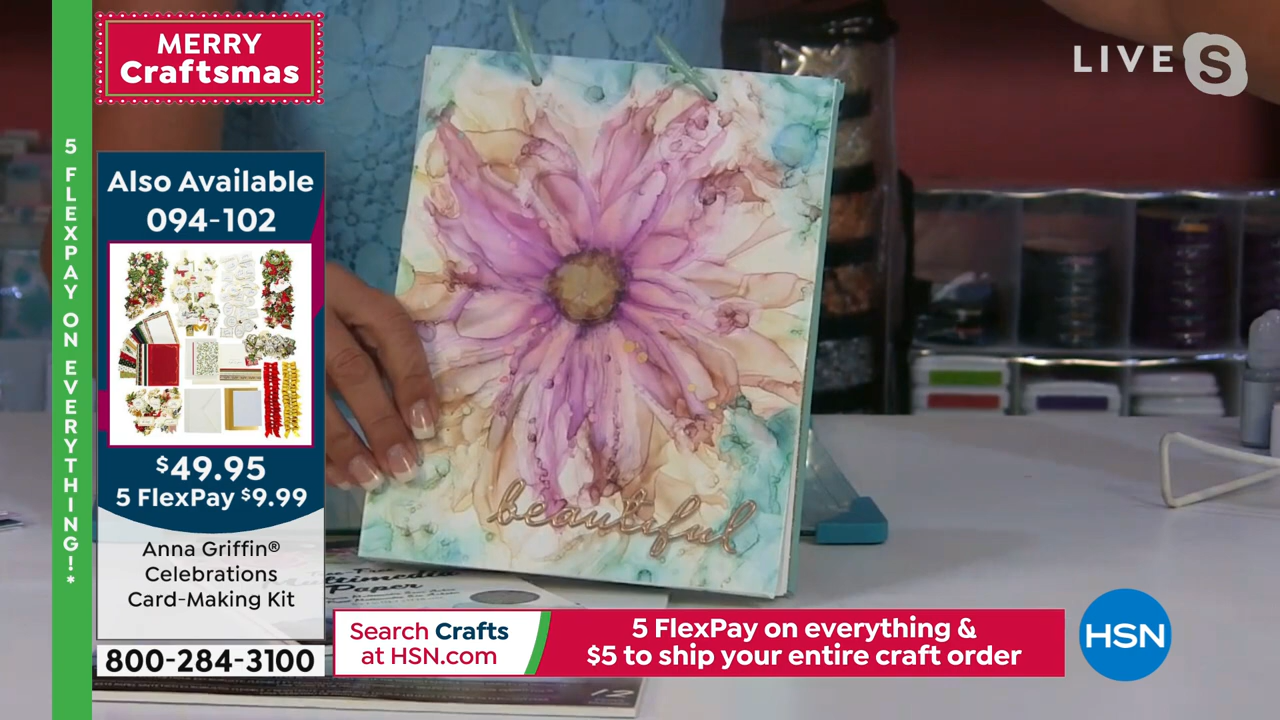 MERRY
Craftsmas
5 FLEXPAY ON EVERYTHING!*
Also Available
094-102
$49.95
5 FlexPay $9.99
Anna Griffin®
Celebrations
Card-Making Kit
800-284-3100
LIVE S
beautiful
Paper
12
Search Crafts
at HSN.com
5 FlexPay on everything &
$5 to ship your entire craft order
HSN